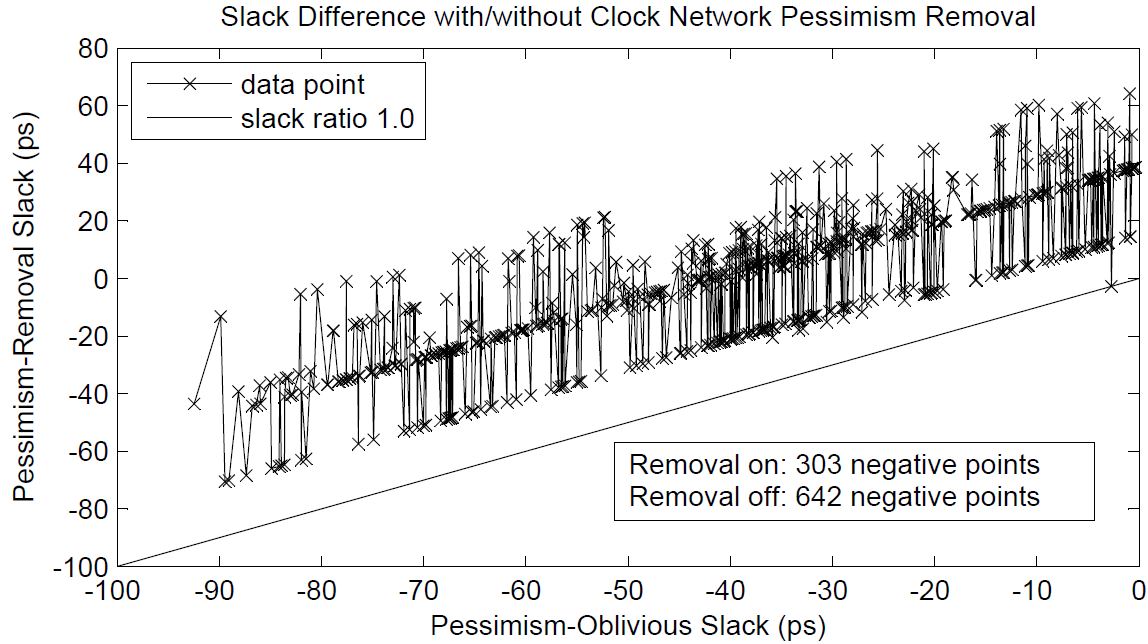 Slack Difference with/without Clock Network Pessimism Removal
80
60
40
20
0
-20
-40
-60
-80
-100
Pessimism-Removal Slack (ps)
data point
slack ratio 1.0
Removal on: 303 negative points
Removal off: 642 negative points
-100 -90 -80 -70 -60 -50 -40 -30 -20 -10 0
Pessimism-Oblivious Slack (ps)